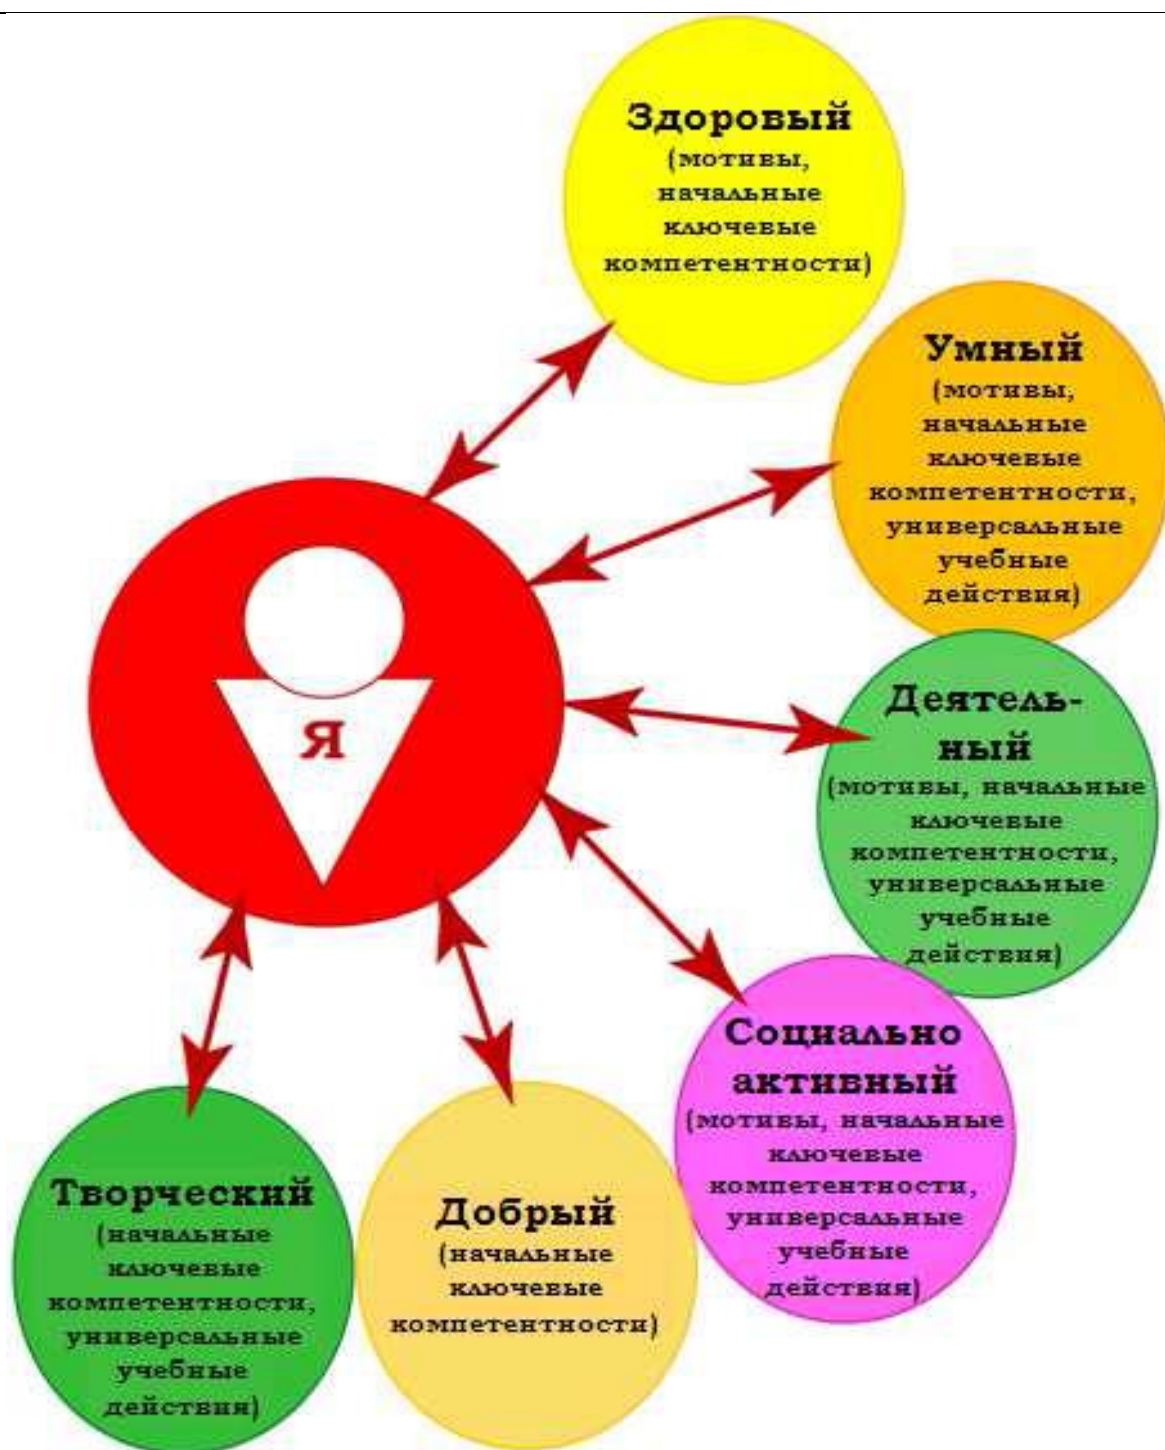 Здоровый
(мотивы,
начальные
ключевые
компетентности)
Умный
(мотивы,
начальные
ключевые
компетентности,
универсальные
учебные
действия)
Деятель-
ный
(мотивы, начальные
ключевые
компетентности,
универсальные
учебные
действия)
Социально
активный
(мотивы, начальные
ключевые
компетентности,
универсальные
учебные
действия)
Добрый
(начальные
ключевые
компетентности)
Творческий
(начальные
ключевые
компетентности,
универсальные
учебные
действия)
Я